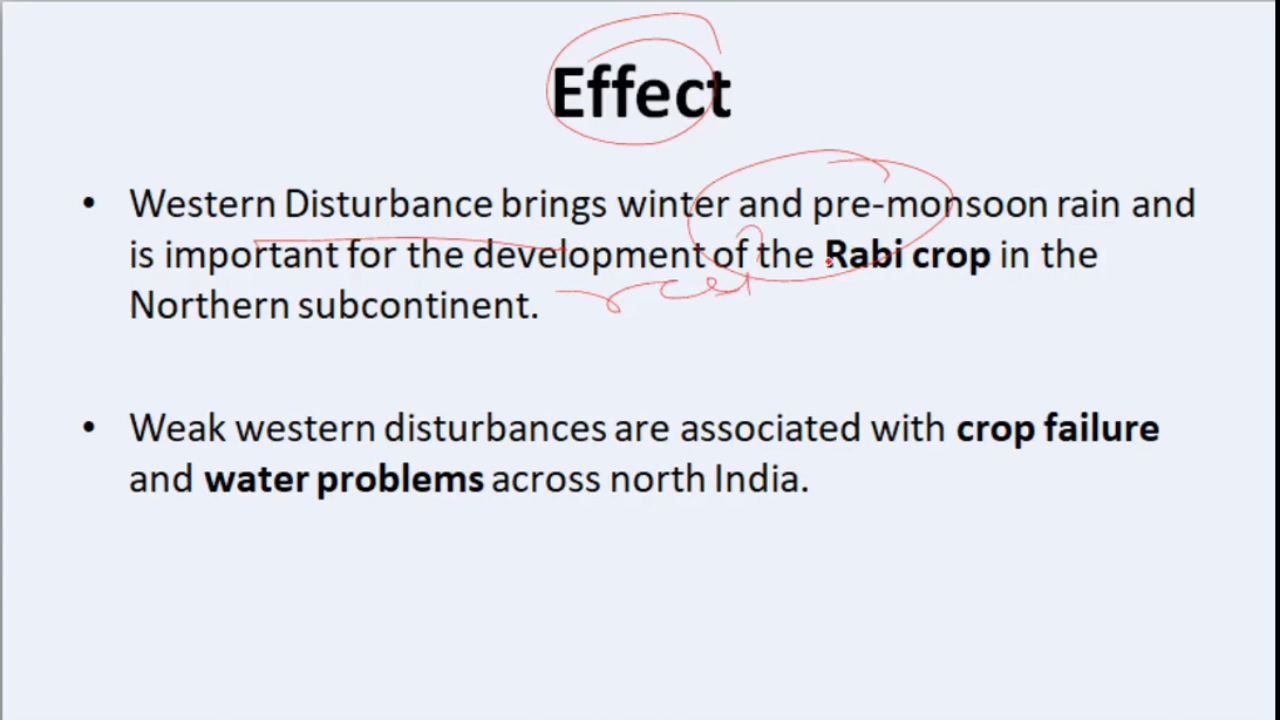 Effect
• Western Disturbance brings winter and pre-monsoon rain and
is important for the development of the Rabi crop in the
Northern subcontinent.
• Weak western disturbances are associated with crop failure
and water problems across north India.